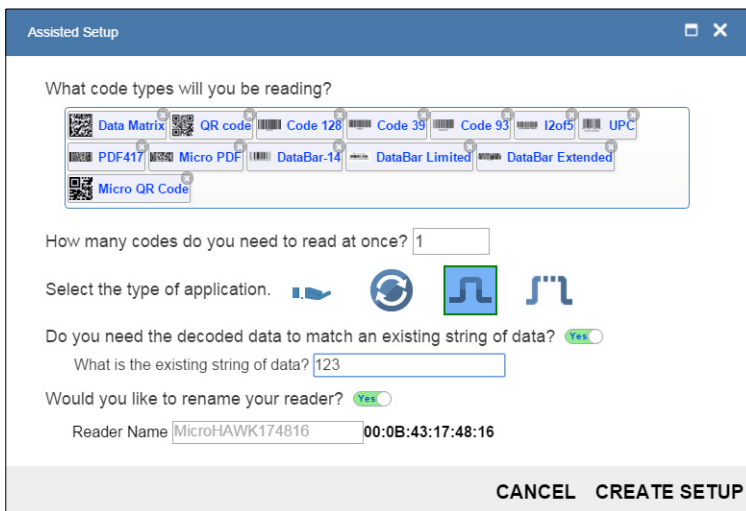 Assisted Setup
What code types will you be reading?
Data Matrix QR code Code 128 Code 39 Code 93 I2of5 UPC
PDF417 Micro PDF DataBar-14 DataBar Limited DataBar Extended
Micro QR Code
How many codes do you need to read at once? 1
Select the type of application.
Do you need the decoded data to match an existing string of data? Yes
What is the existing string of data? 123
Would you like to rename your reader? Yes
Reader Name MicroHAWK174816 00:0B:43:17:48:16
CANCEL CREATE SETUP